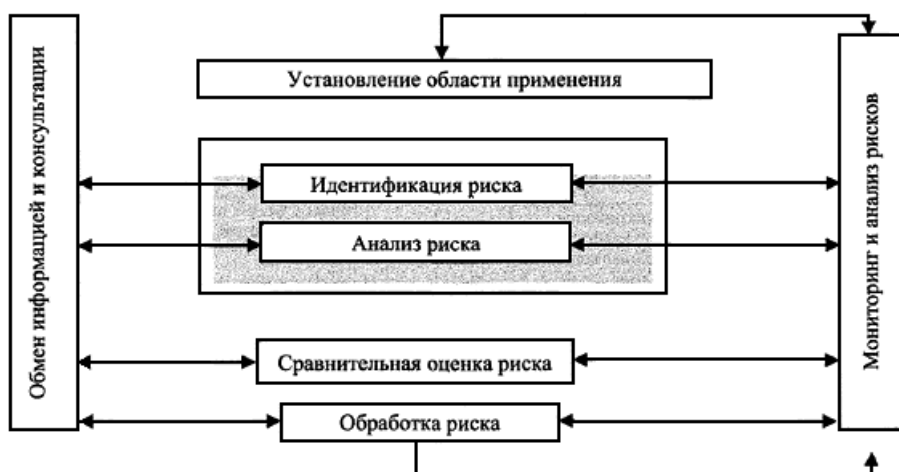 Обмен информацией и консультации
Установление области применения
Идентификация риска
Анализ риска
Сравнительная оценка риска
Обработка риска
Мониторинг и анализ рисков